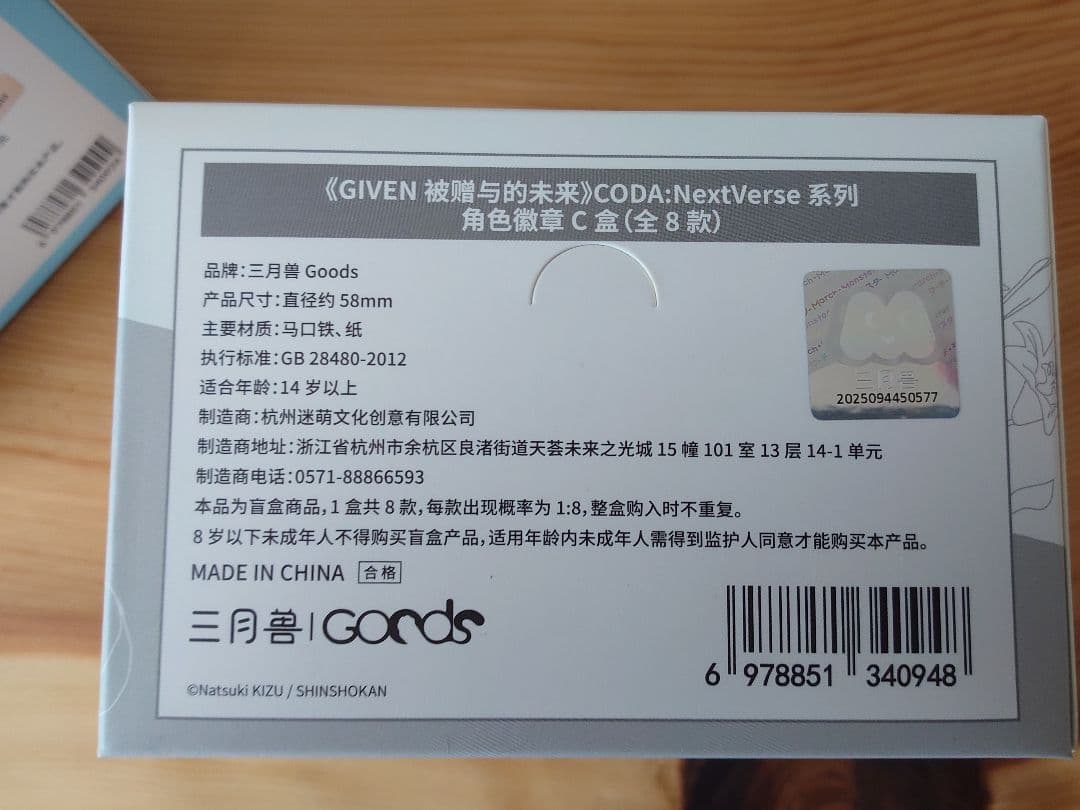 《GIVEN 被赠与的未来》CODA:NextVerse 系列
角色徽章 C 盒(全 8 款)
品牌:三月兽 Goods
产品尺寸:直径约 58mm
主要材质:马口铁、纸
执行标准:GB 28480-2012
适合年龄:14 岁以上
制造商:杭州迷萌文化创意有限公司
制造商地址:浙江省杭州市余杭区良渚街道天荟未来之光城 15 幢 101 室 13 层 14-1 单元
制造商电话:0571-88866593
本品为盲盒商品,1 盒共 8 款,每款出现概率为 1:8,整盒购入时不重复。
8 岁以下未成年人不得购买盲盒产品,适用年龄内未成年人需得到监护人同意才能购买本产品。
MADE IN CHINA 合格
三月兽 | Goods
©Natsuki KIZU / SHINSHOKAN
三月兽
2025094450577
6 978851 340948